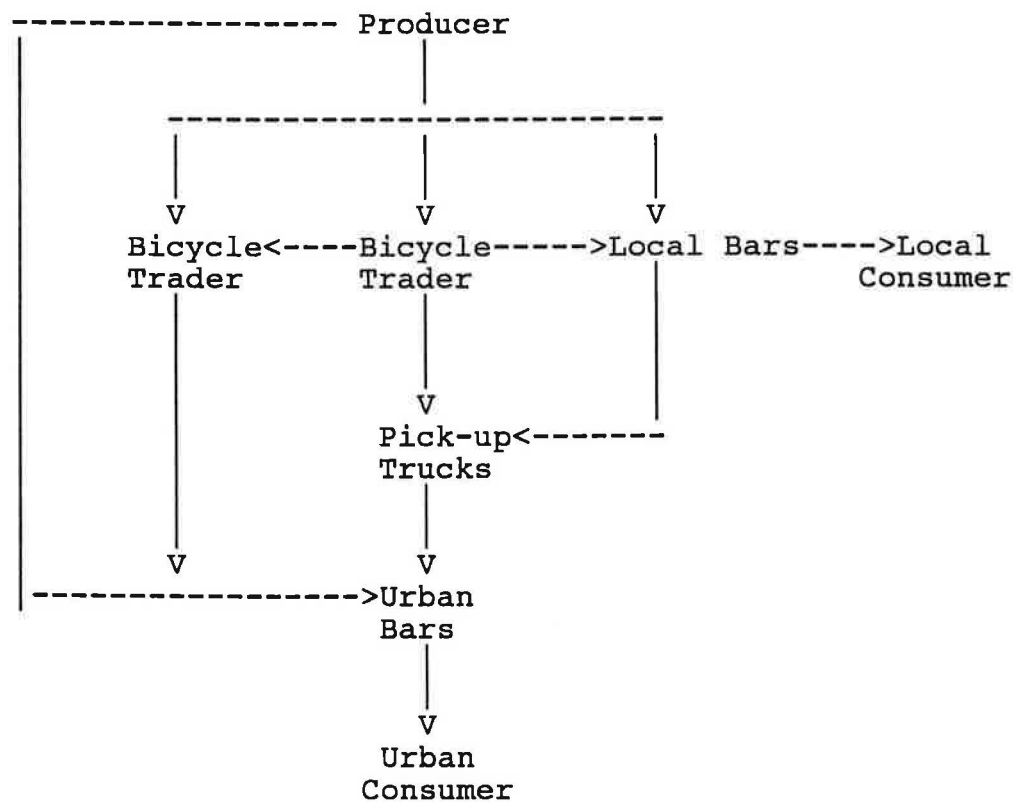 Producer
Bicycle<----Bicycle----->Local Bars---->Local
Trader Trader Consumer
Pick-up<-------
Trucks
----------------->Urban
Bars
Urban
Consumer